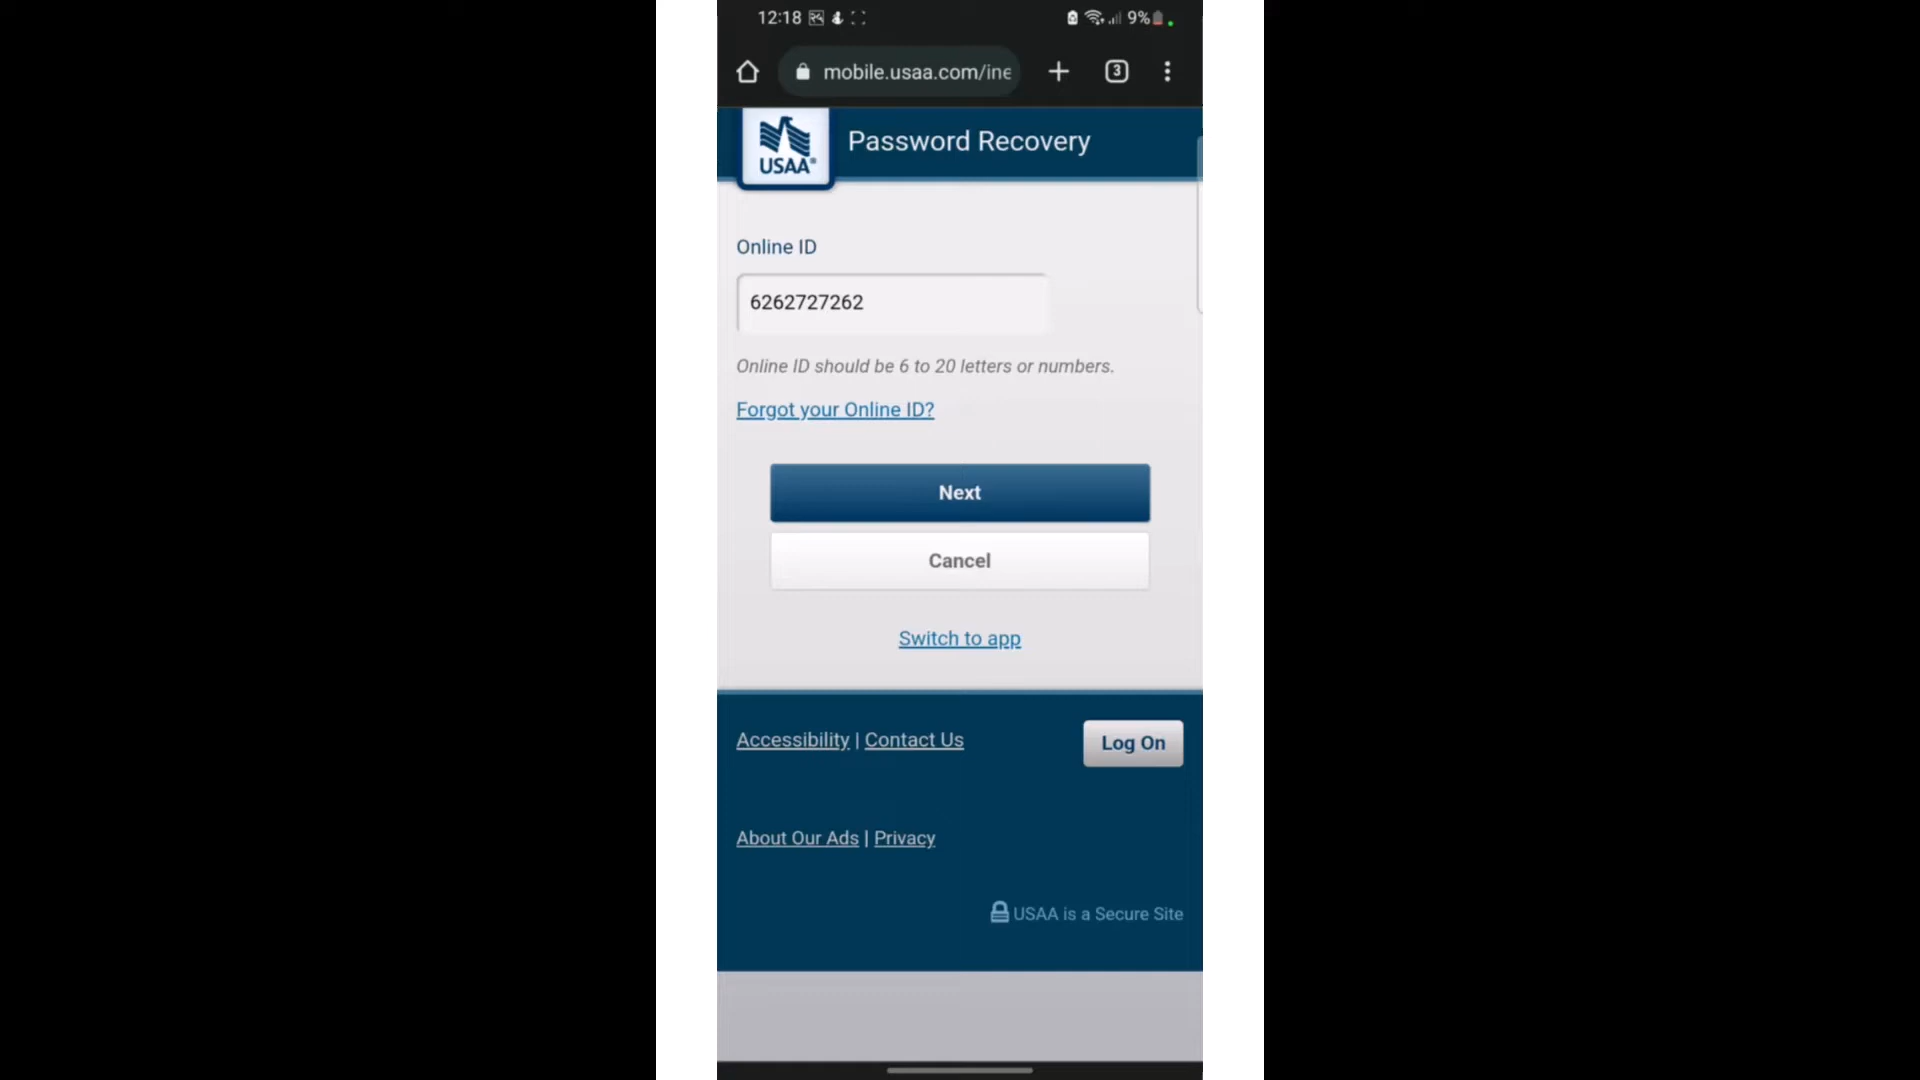 12:18 9%
mobile.usaa.com/ine 3
USAA® Password Recovery
Online ID
6262727262
Online ID should be 6 to 20 letters or numbers.
Forgot your Online ID?
Next
Cancel
Switch to app
Accessibility | Contact Us Log On
About Our Ads | Privacy
USAA is a Secure Site